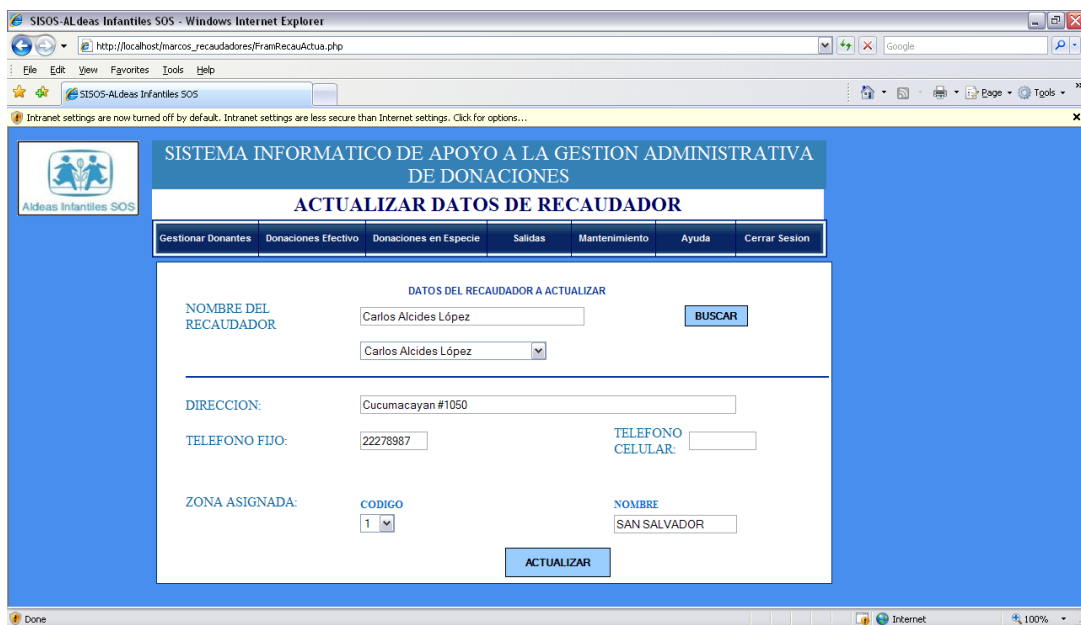 SISOS-ALdeas Infantiles SOS - Windows Internet Explorer
http://localhost/marcos_recaudadores/FramRecauActua.php
Google
File Edit View Favorites Tools Help
SISOS-ALdeas Infantiles SOS
Page Tools
Intranet settings are now turned off by default. Intranet settings are less secure than Internet settings. Click for options...
Aldeas Infantiles SOS
SISTEMA INFORMATICO DE APOYO A LA GESTION ADMINISTRATIVA
DE DONACIONES
ACTUALIZAR DATOS DE RECAUDADOR
Gestionar Donantes Donaciones Efectivo Donaciones en Especie Salidas Mantenimiento Ayuda Cerrar Sesion
DATOS DEL RECAUDADOR A ACTUALIZAR
NOMBRE DEL
RECAUDADOR
Carlos Alcides López
BUSCAR
Carlos Alcides López
DIRECCION:
Cucumacayan #1050
TELEFONO FIJO:
22278987
TELEFONO
CELULAR:
ZONA ASIGNADA:
CODIGO
NOMBRE
1
SAN SALVADOR
ACTUALIZAR
Done
Internet
100%